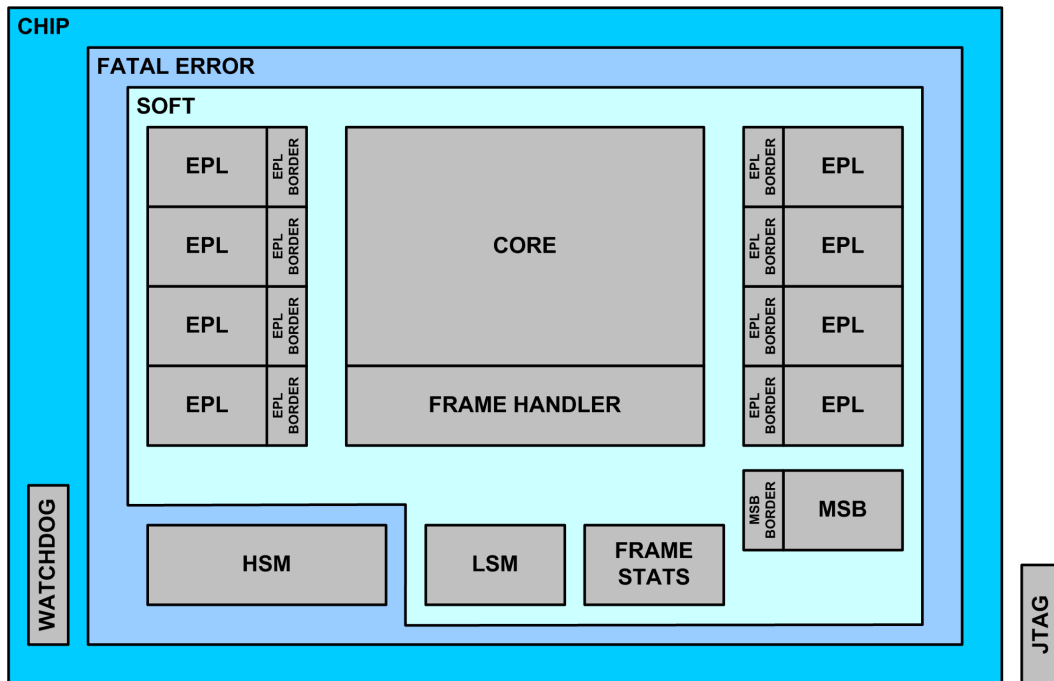 CHIP
FATAL ERROR
SOFT
EPL
EPL
BORDER
EPL
EPL
BORDER
EPL
EPL
BORDER
EPL
EPL
BORDER
CORE
FRAME HANDLER
EPL
BORDER
EPL
EPL
BORDER
EPL
EPL
BORDER
EPL
EPL
BORDER
EPL
MSB
BORDER
MSB
WATCHDOG
HSM
LSM
FRAME
STATS
JTAG